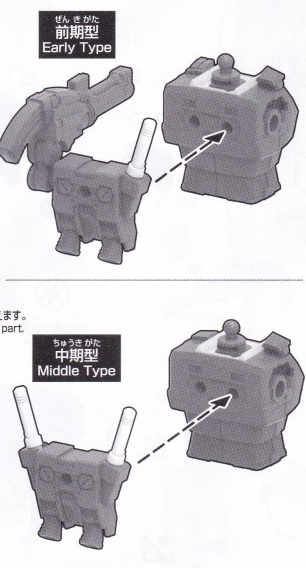 ぜん き がた
前期型
Early Type
えます。
part.
ちゅうき がた
中期型
Middle Type